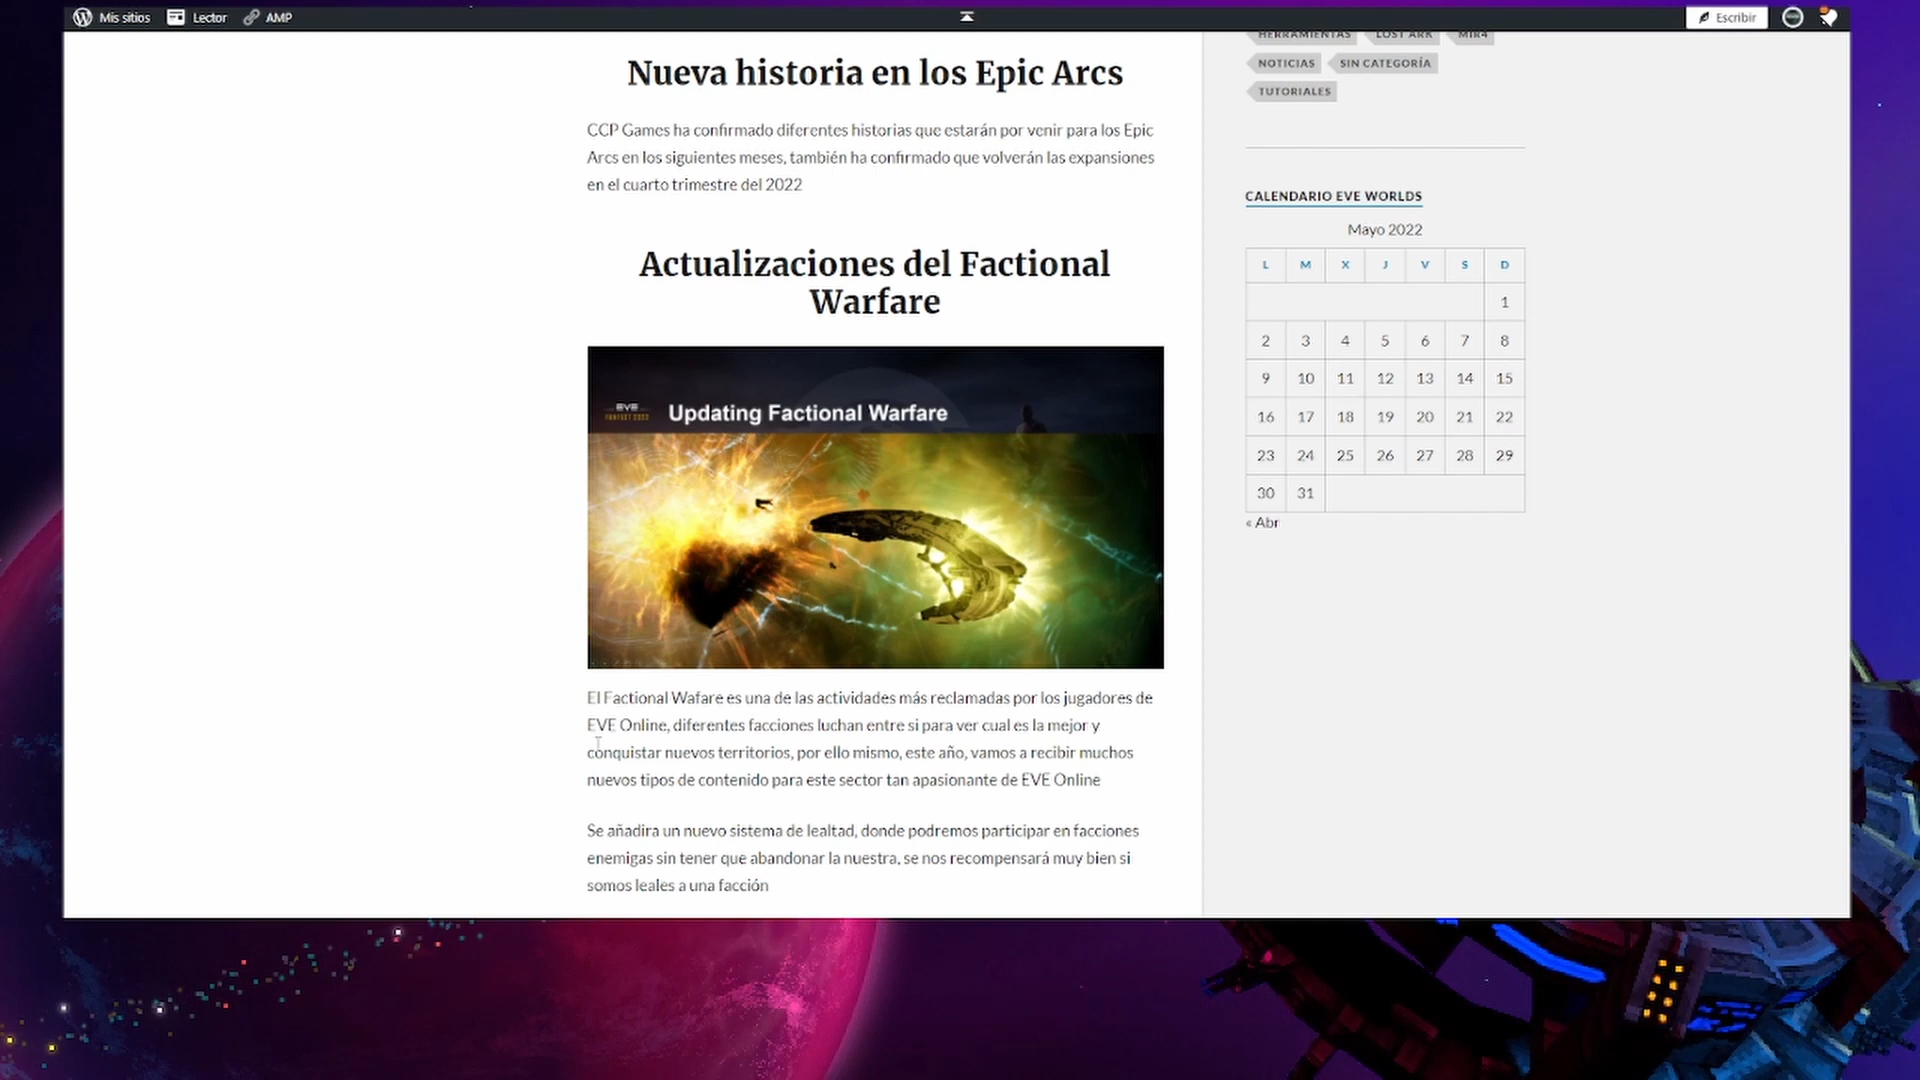 Mis sitios
Lector
AMP
Escribir
Nueva historia en los Epic Arcs
CCP Games ha confirmado diferentes historias que estarán por venir para los Epic
Arcs en los siguientes meses, también ha confirmado que volverán las expansiones
en el cuarto trimestre del 2022
Actualizaciones del Factional
Warfare
EVE
FANFEST 2022
Updating Factional Warfare
El Factional Wafare es una de las actividades más reclamadas por los jugadores de
EVE Online, diferentes facciones luchan entre si para ver cual es la mejor y
conquistar nuevos territorios, por ello mismo, este año, vamos a recibir muchos
nuevos tipos de contenido para este sector tan apasionante de EVE Online
Se añadira un nuevo sistema de lealtad, donde podremos participar en facciones
enemigas sin tener que abandonar la nuestra, se nos recompensará muy bien si
somos leales a una facción
HERRAMIENTAS LOST ARK MIR4
NOTICIAS SIN CATEGORÍA
TUTORIALES
CALENDARIO EVE WORLDS
Mayo 2022
L M X J V S D
1
2 3 4 5 6 7 8
9 10 11 12 13 14 15
16 17 18 19 20 21 22
23 24 25 26 27 28 29
30 31
« Abr